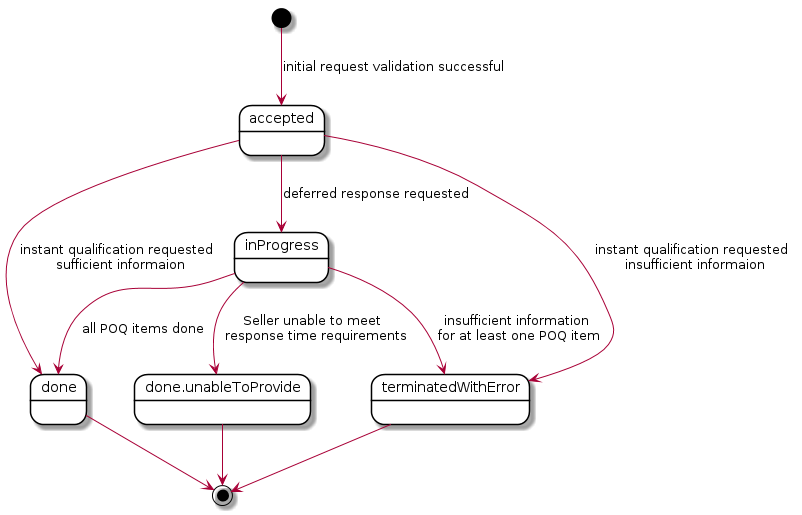 initial request validation successful
accepted
deferred response requested
instant qualification requested
sufficient informaion
instant qualification requested
insufficient informaion
inProgress
all POQ items done
Seller unable to meet
response time requirements
insufficient information
for at least one POQ item
done
done.unableToProvide
terminatedWithError